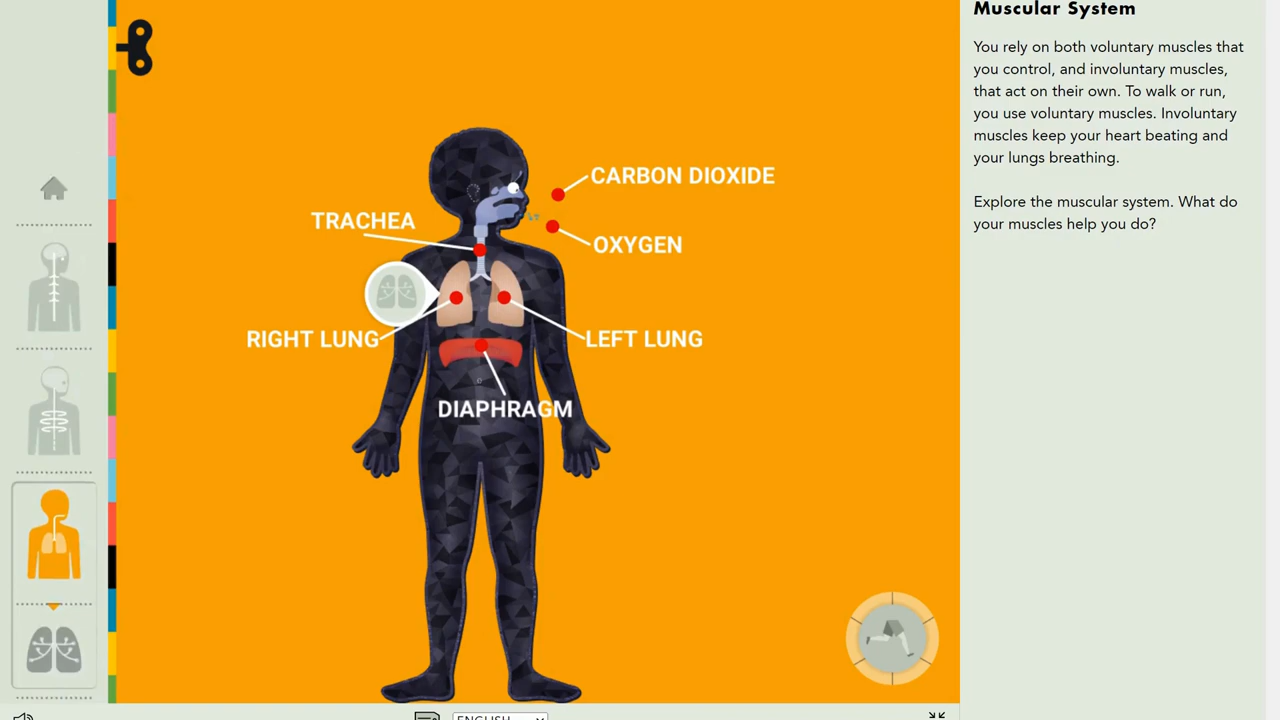 Muscular System
You rely on both voluntary muscles that
you control, and involuntary muscles,
that act on their own. To walk or run,
you use voluntary muscles. Involuntary
muscles keep your heart beating and
your lungs breathing.
Explore the muscular system. What do
your muscles help you do?
CARBON DIOXIDE
TRACHEA
OXYGEN
RIGHT LUNG
LEFT LUNG
DIAPHRAGM
ENGLISH